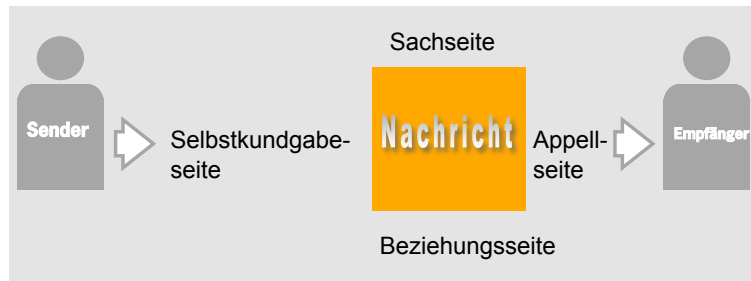 Sachseite
Sender
Selbstkundgabe-
seite
Nachricht
Appell-
seite
Empfänger
Beziehungsseite